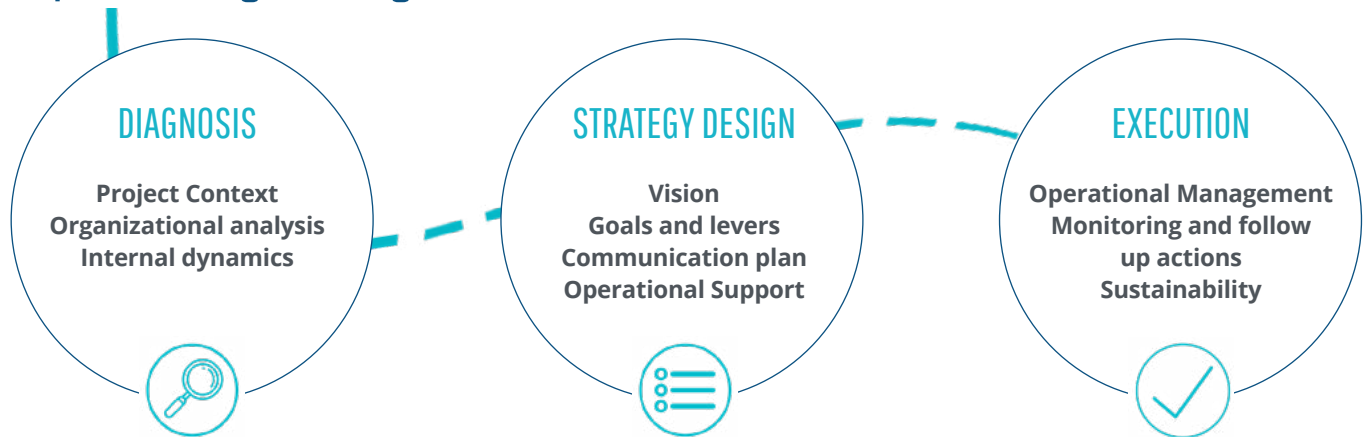 DIAGNOSIS
Project Context
Organizational analysis
Internal dynamics
STRATEGY DESIGN
Vision
Goals and levers
Communication plan
Operational Support
EXECUTION
Operational Management
Monitoring and follow
up actions
Sustainability